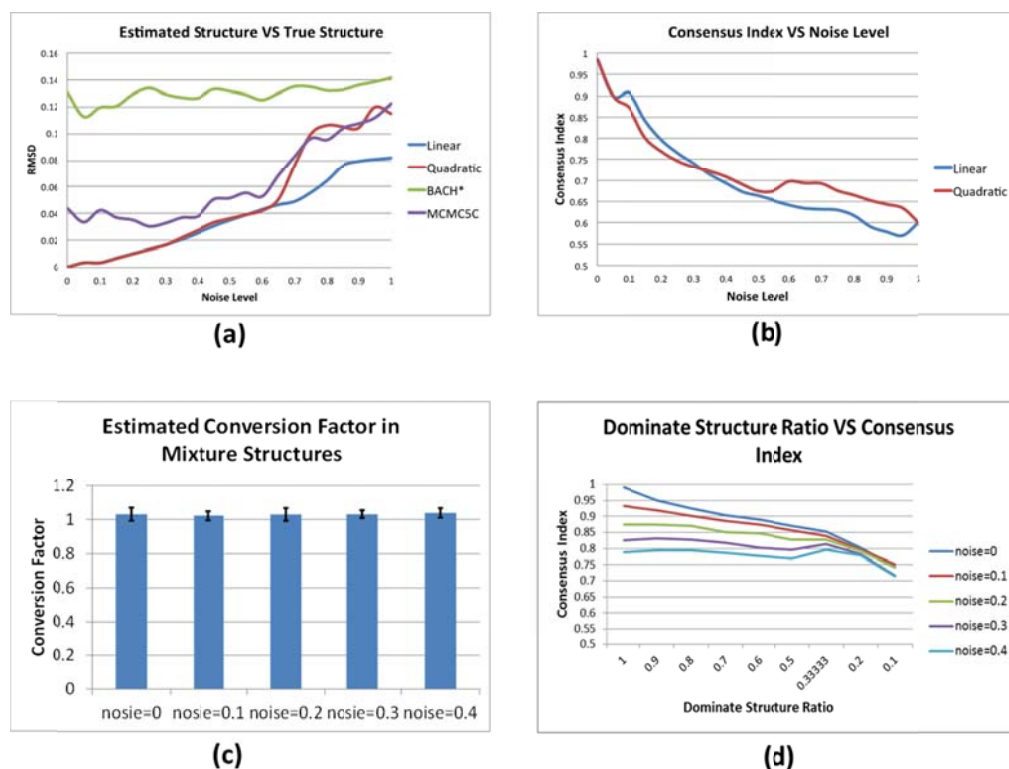 Estimated Structure VS True Structure
0.16
0.14
0.12
0.1
0.08
0.06
0.04
0.02
0
RMSD
0 0.1 0.2 0.3 0.4 0.5 0.6 0.7 0.8 0.9 1
Noise Level
Linear
Quadratic
BACH*
MCMC5C
(a)
Consensus Index VS Noise Level
1
0.95
0.9
0.85
0.8
0.75
0.7
0.65
0.6
0.55
0.5
Consensus Index
0 0.1 0.2 0.3 0.4 0.5 0.6 0.7 0.8 0.9 1
Noise Level
Linear
Quadratic
(b)
Estimated Conversion Factor in
Mixture Structures
1.2
1
0.8
0.6
0.4
0.2
0
Conversion Factor
nosie=0 nosie=0.1 noise=0.2 noise=0.3 noise=0.4
(c)
Dominate Structure Ratio VS Consensus
Index
1
0.95
0.9
0.85
0.8
0.75
0.7
0.65
0.6
0.55
0.5
Consensus Index
1 0.9 0.8 0.7 0.6 0.5 0.33333 0.2 0.1
Dominate Structure Ratio
noise=0
noise=0.1
noise=0.2
noise=0.3
noise=0.4
(d)